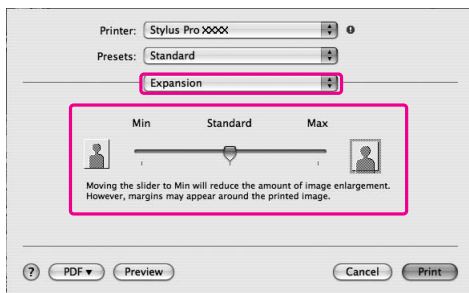 Printer: Stylus Pro XXXX
Presets: Standard
Expansion
Min Standard Max
Moving the slider to Min will reduce the amount of image enlargement.
However, margins may appear around the printed image.
? PDF ▼ Preview Cancel Print